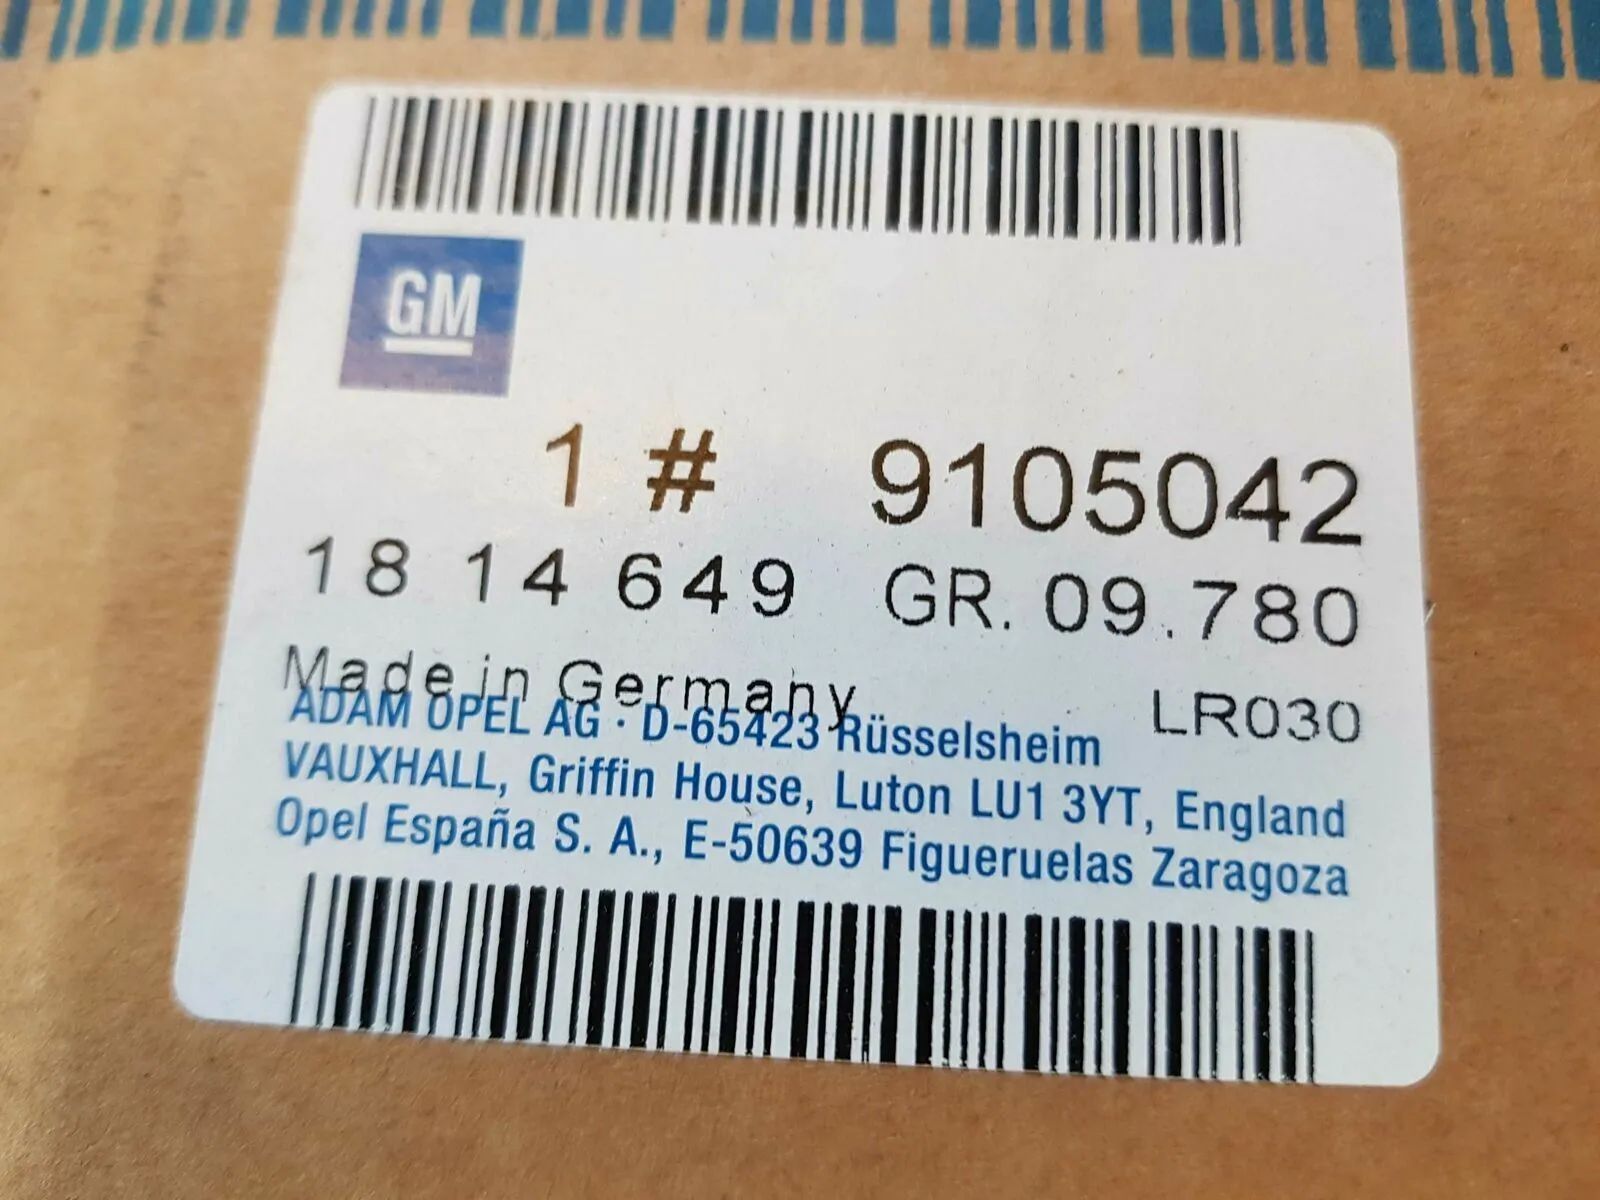 GM
1 # 9105042
18 14 649 GR. 09.780
Made in Germany LR030
ADAM OPEL AG · D-65423 Rüsselsheim
VAUXHALL, Griffin House, Luton LU1 3YT, England
Opel España S. A., E-50639 Figueruelas Zaragoza